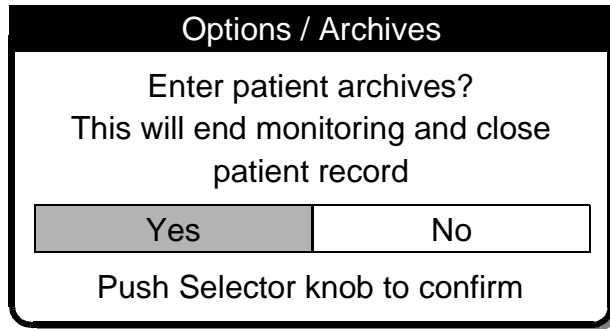 Options / Archives
Enter patient archives?
This will end monitoring and close
patient record
Yes No
Push Selector knob to confirm